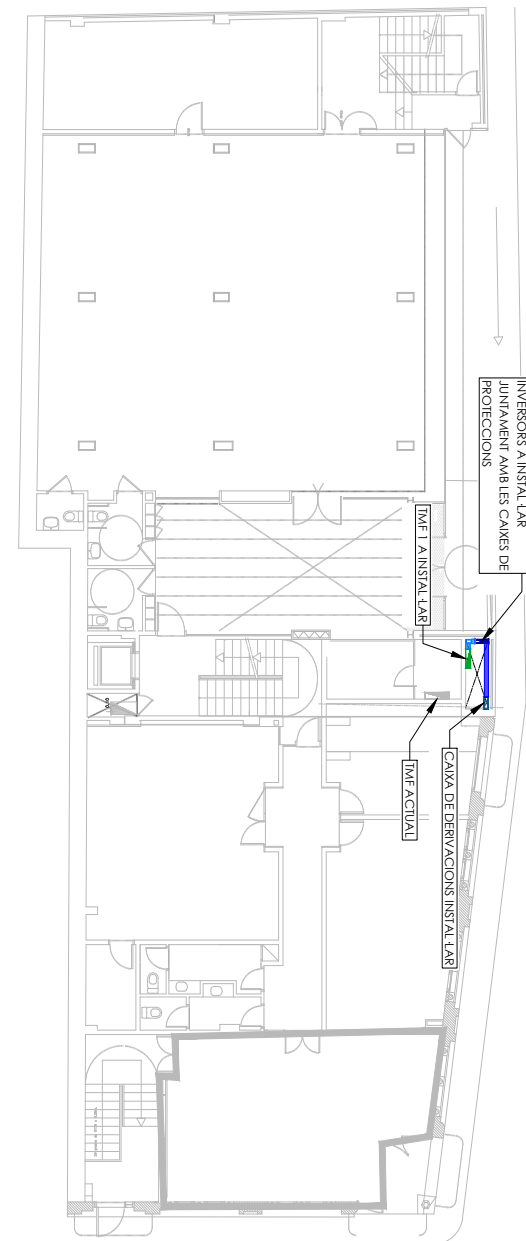 INVERSORS A INSTAL·LAR
JUNTAMENT AMB LES CAIXES DE
PROTECCIONS
TMF 1 A INSTAL·LAR
CAIXA DE DERIVACIONS INSTAL·LAR
TMF ACTUAL